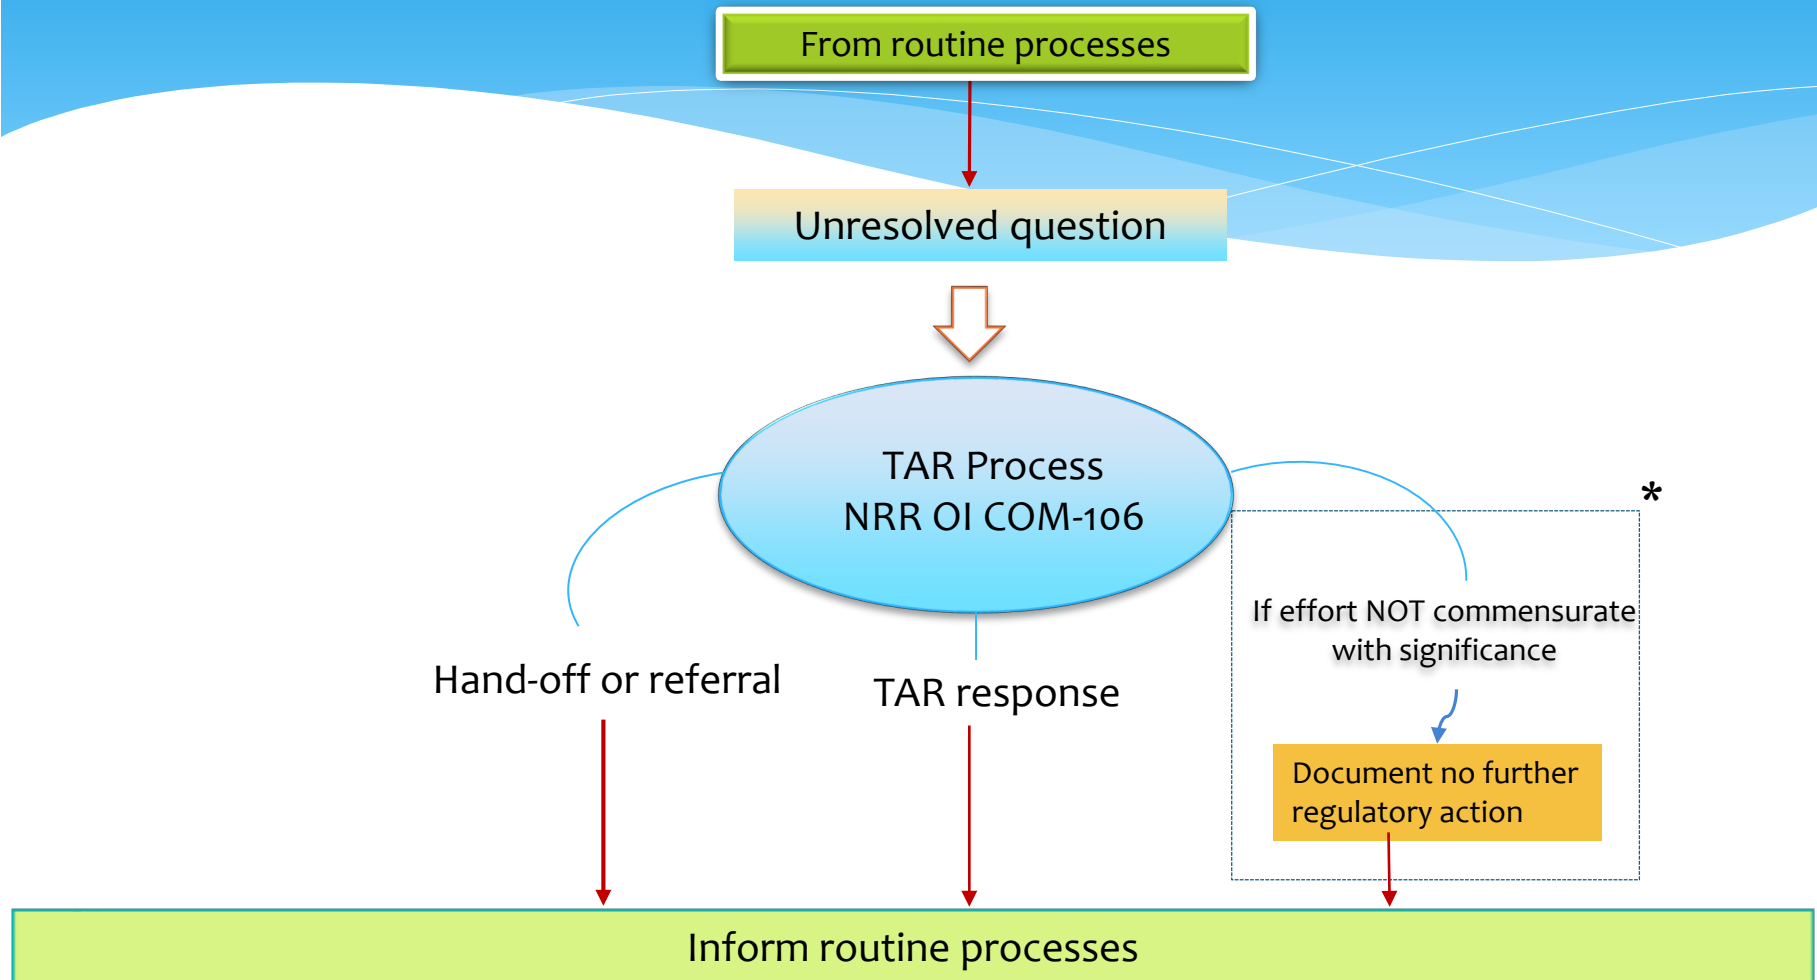 From routine processes
Unresolved question
TAR Process
NRR OI COM-106
*
If effort NOT commensurate
with significance
Hand-off or referral
TAR response
Document no further
regulatory action
Inform routine processes